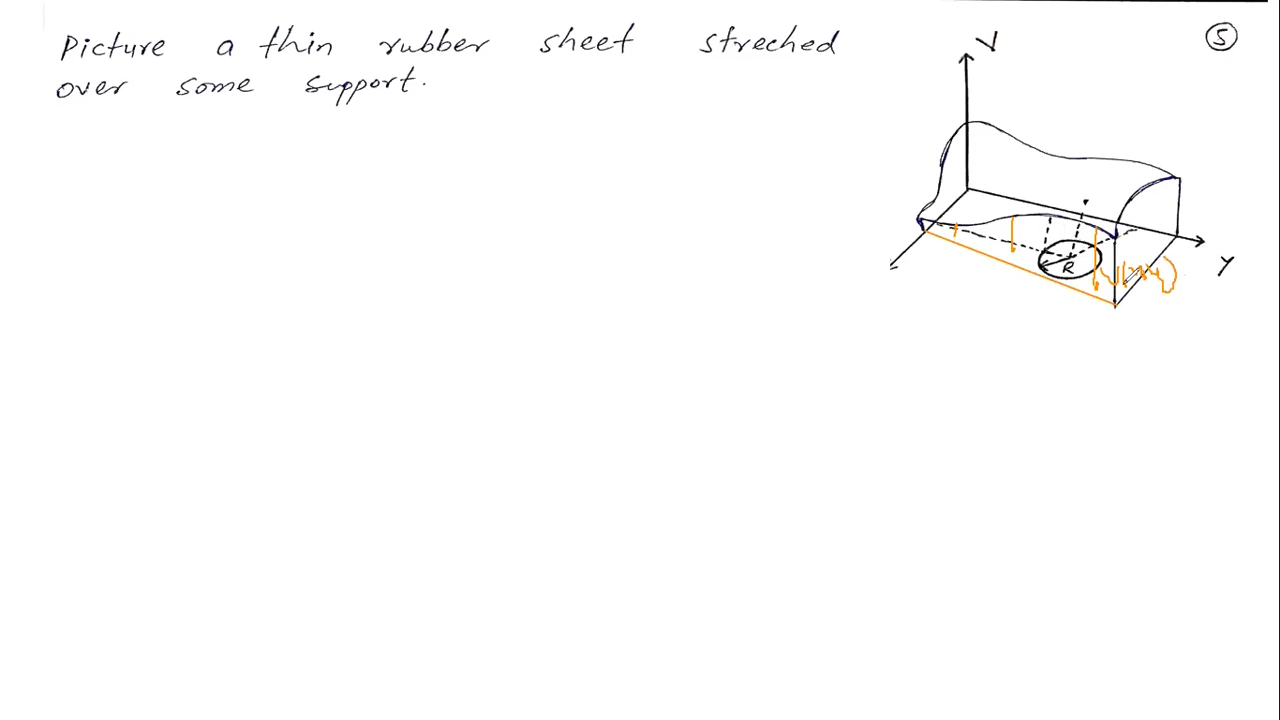 Picture a thin rubber sheet streched
over some support.
5
V
R
V(x,y)
Y